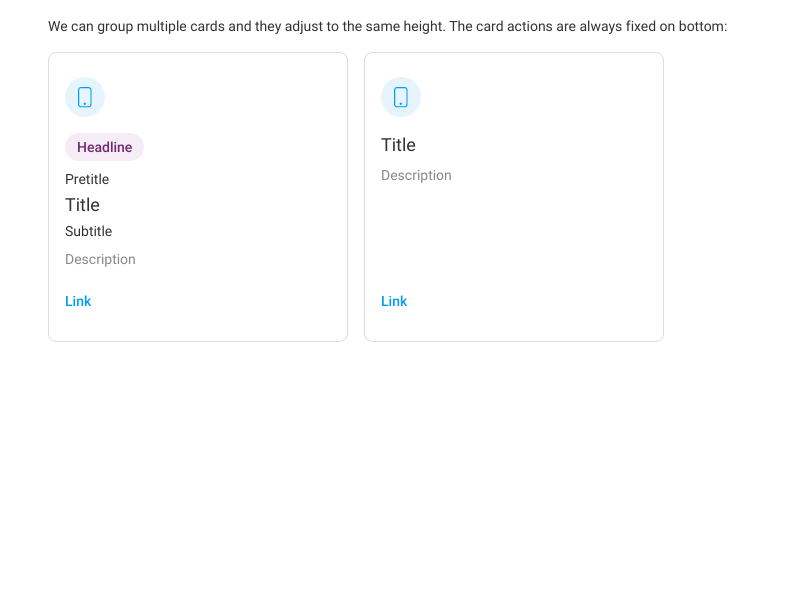 We can group multiple cards and they adjust to the same height. The card actions are always fixed on bottom:
Headline
Pretitle
Title
Subtitle
Description
Link
Title
Description
Link